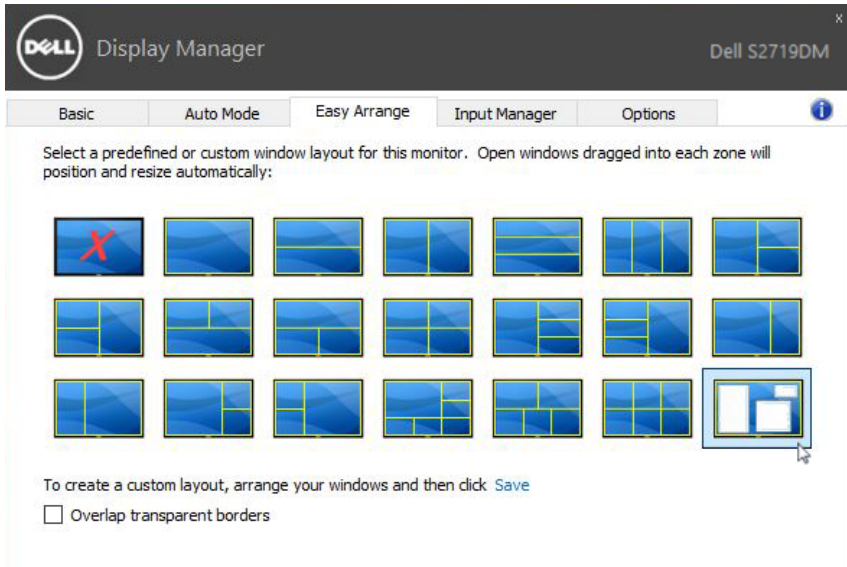 DELL
Display Manager
Dell S2719DM
x
Basic
Auto Mode
Easy Arrange
Input Manager
Options
i
Select a predefined or custom window layout for this monitor.  Open windows dragged into each zone will
position and resize automatically:
X
To create a custom layout, arrange your windows and then click Save
Overlap transparent borders